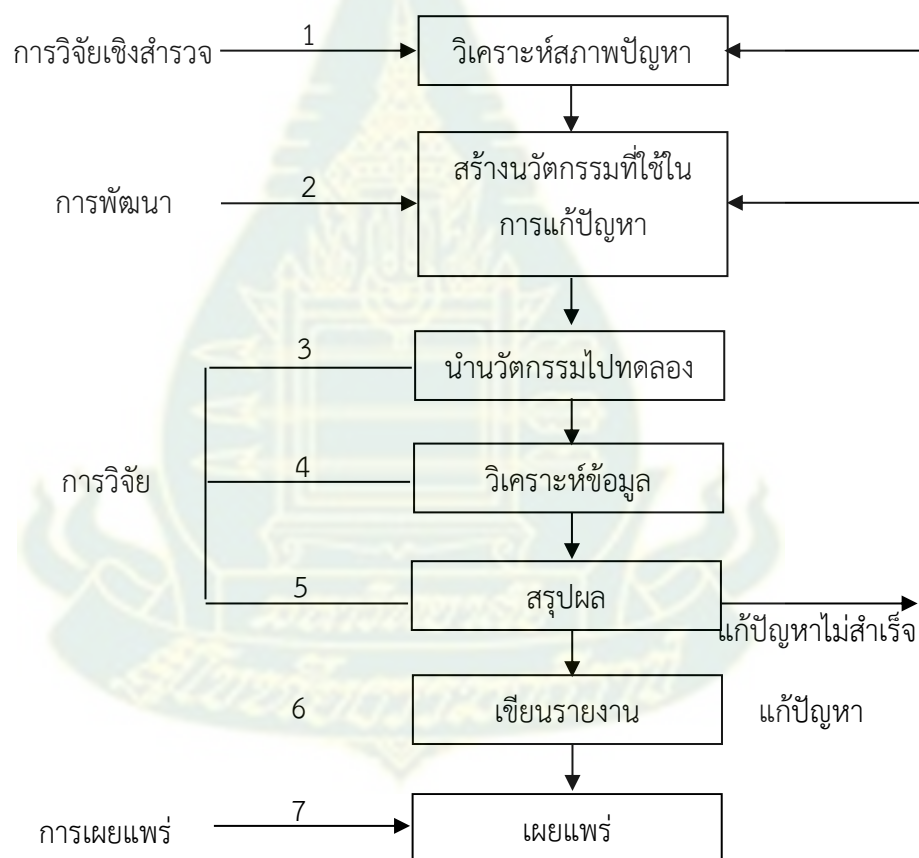 การวิจัยเชิงสำรวจ 1 วิเคราะห์สภาพปัญหา
สร้างนวัตกรรมที่ใช้ใน
การพัฒนา 2 การแก้ปัญหา
3 นำนวัตกรรมไปทดลอง
การวิจัย 4 วิเคราะห์ข้อมูล
5 สรุปผล
แก้ปัญหาไม่สำเร็จ
6 เขียนรายงาน แก้ปัญหา
การเผยแพร่ 7 เผยแพร่